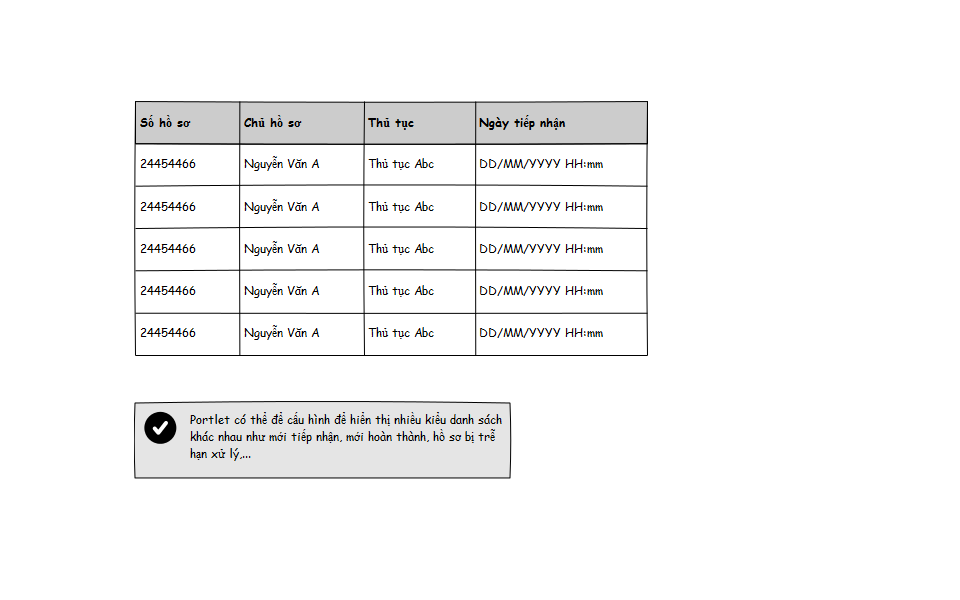 Số hồ sơ Chủ hồ sơ Thủ tục Ngày tiếp nhận
24454466 Nguyễn Văn A Thủ tục Abc DD/MM/YYYY HH:mm
24454466 Nguyễn Văn A Thủ tục Abc DD/MM/YYYY HH:mm
24454466 Nguyễn Văn A Thủ tục Abc DD/MM/YYYY HH:mm
24454466 Nguyễn Văn A Thủ tục Abc DD/MM/YYYY HH:mm
24454466 Nguyễn Văn A Thủ tục Abc DD/MM/YYYY HH:mm
Portlet có thể để cấu hình để hiển thị nhiều kiểu danh sách
khác nhau như mới tiếp nhận, mới hoàn thành, hồ sơ bị trễ
hạn xử lý,...